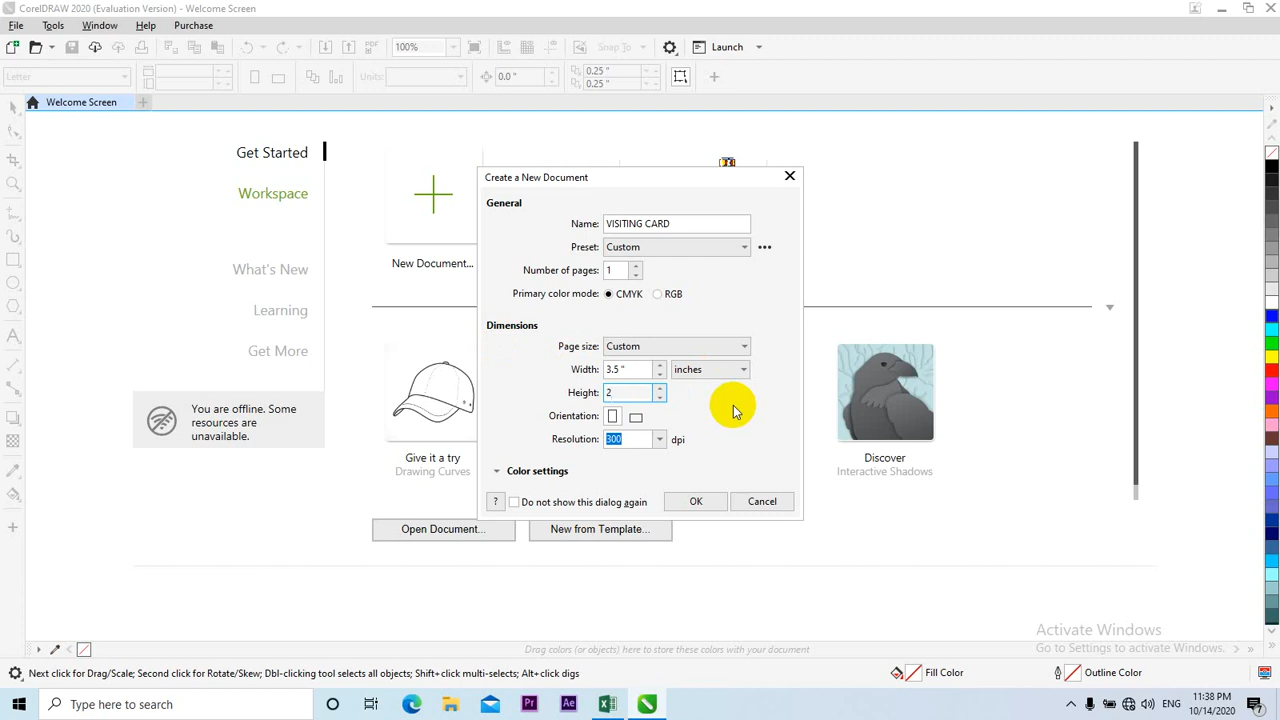 CorelDRAW 2020 (Evaluation Version) - Welcome Screen
File Tools Window Help Purchase
100% Snap To Launch
Letter Units: 0.0 " 0.25 "
0.25 "
Welcome Screen
Get Started
Workspace
What's New
Learning
Get More
You are offline. Some
resources are
unavailable.
New Document...
Give it a try
Drawing Curves
Open Document...
New from Template...
Discover
Interactive Shadows
Create a New Document
General
Name: VISITING CARD
Preset: Custom
Number of pages: 1
Primary color mode: CMYK RGB
Dimensions
Page size: Custom
Width: 3.5 " inches
Height: 2
Orientation:
Resolution: 300 dpi
Color settings
? Do not show this dialog again OK Cancel
Activate Windows
Go to Settings to activate Windows.
Drag colors (or objects) here to store these colors with your document
Next click for Drag/Scale; Second click for Rotate/Skew; Dbl-clicking tool selects all objects; Shift+click multi-selects; Alt+click digs
Fill Color
Outline Color
Type here to search
Pr Ae
ENG
11:38 PM
10/14/2020
7